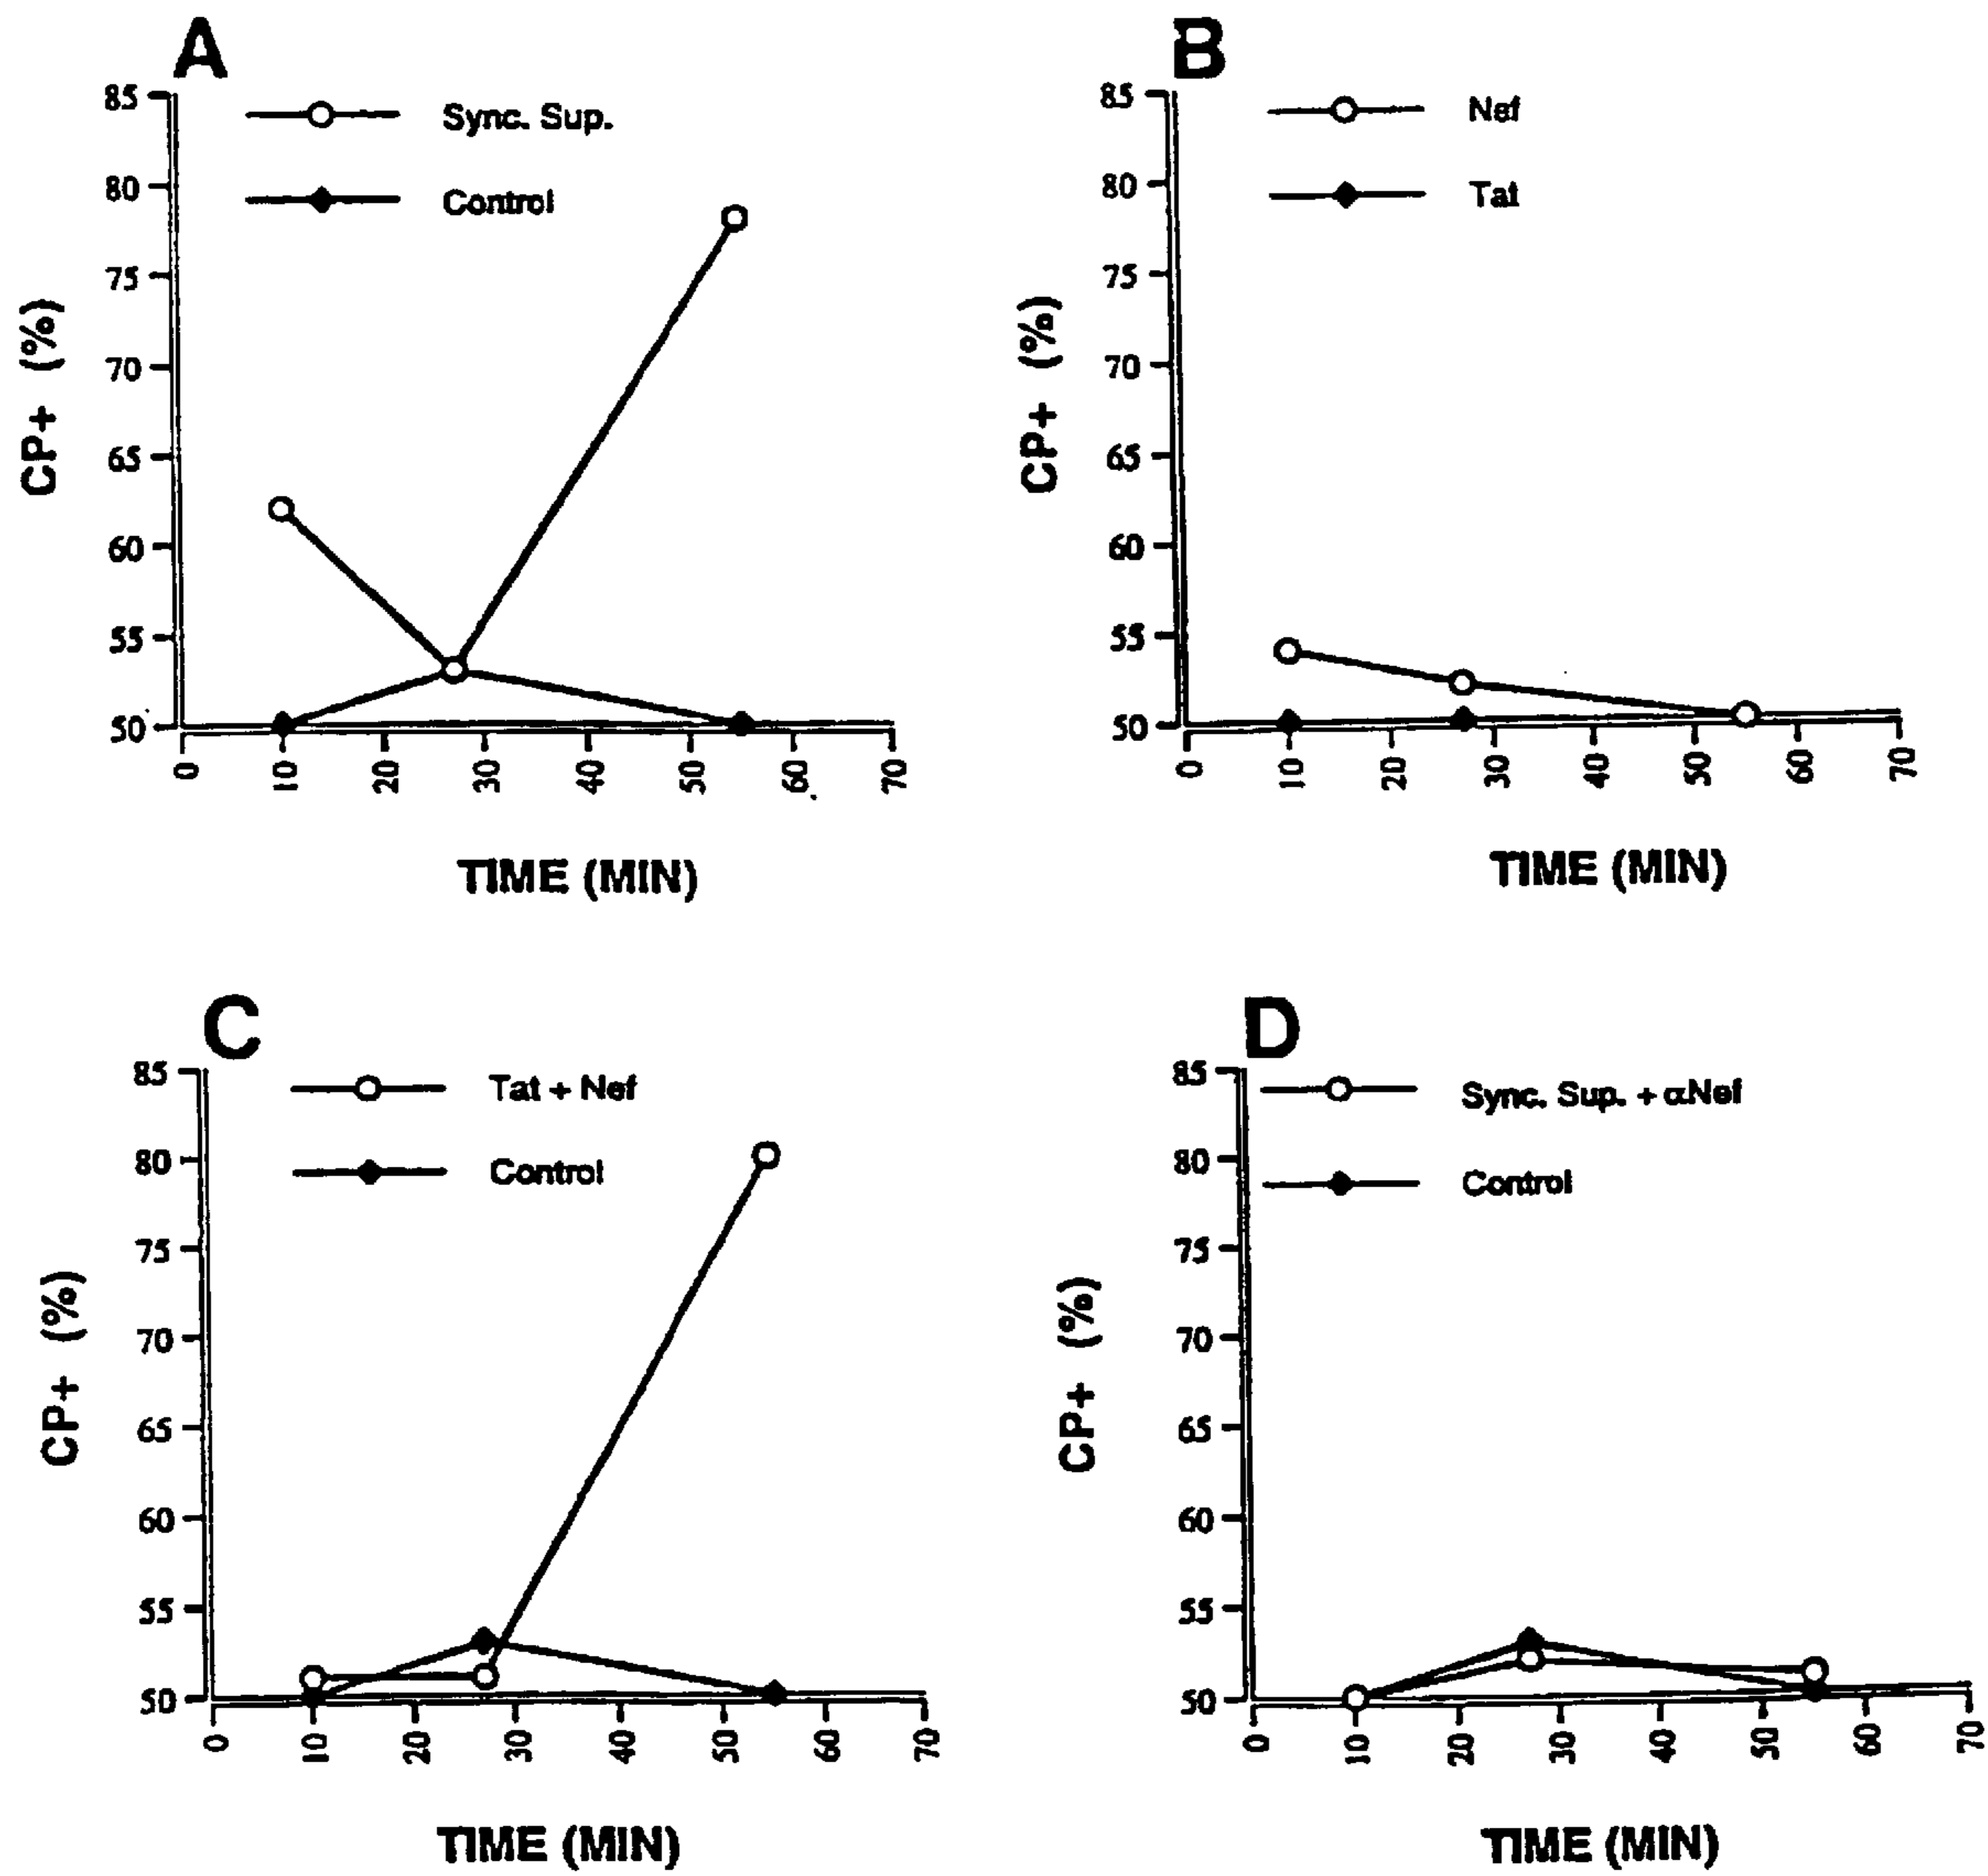 A
85
80
75
70
65
60
55
50
CP+ (%)
Sync. Sup.
Control
0 10 20 30 40 50 60 70
TIME (MIN)
B
85
80
75
70
65
60
55
50
CP+ (%)
Nef
Tat
0 10 20 30 40 50 60 70
TIME (MIN)
C
85
80
75
70
65
60
55
50
CP+ (%)
Tat + Nef
Control
0 10 20 30 40 50 60 70
TIME (MIN)
D
85
80
75
70
65
60
55
50
CP+ (%)
Sync. Sup. + αNef
Control
0 10 20 30 40 50 60 70
TIME (MIN)